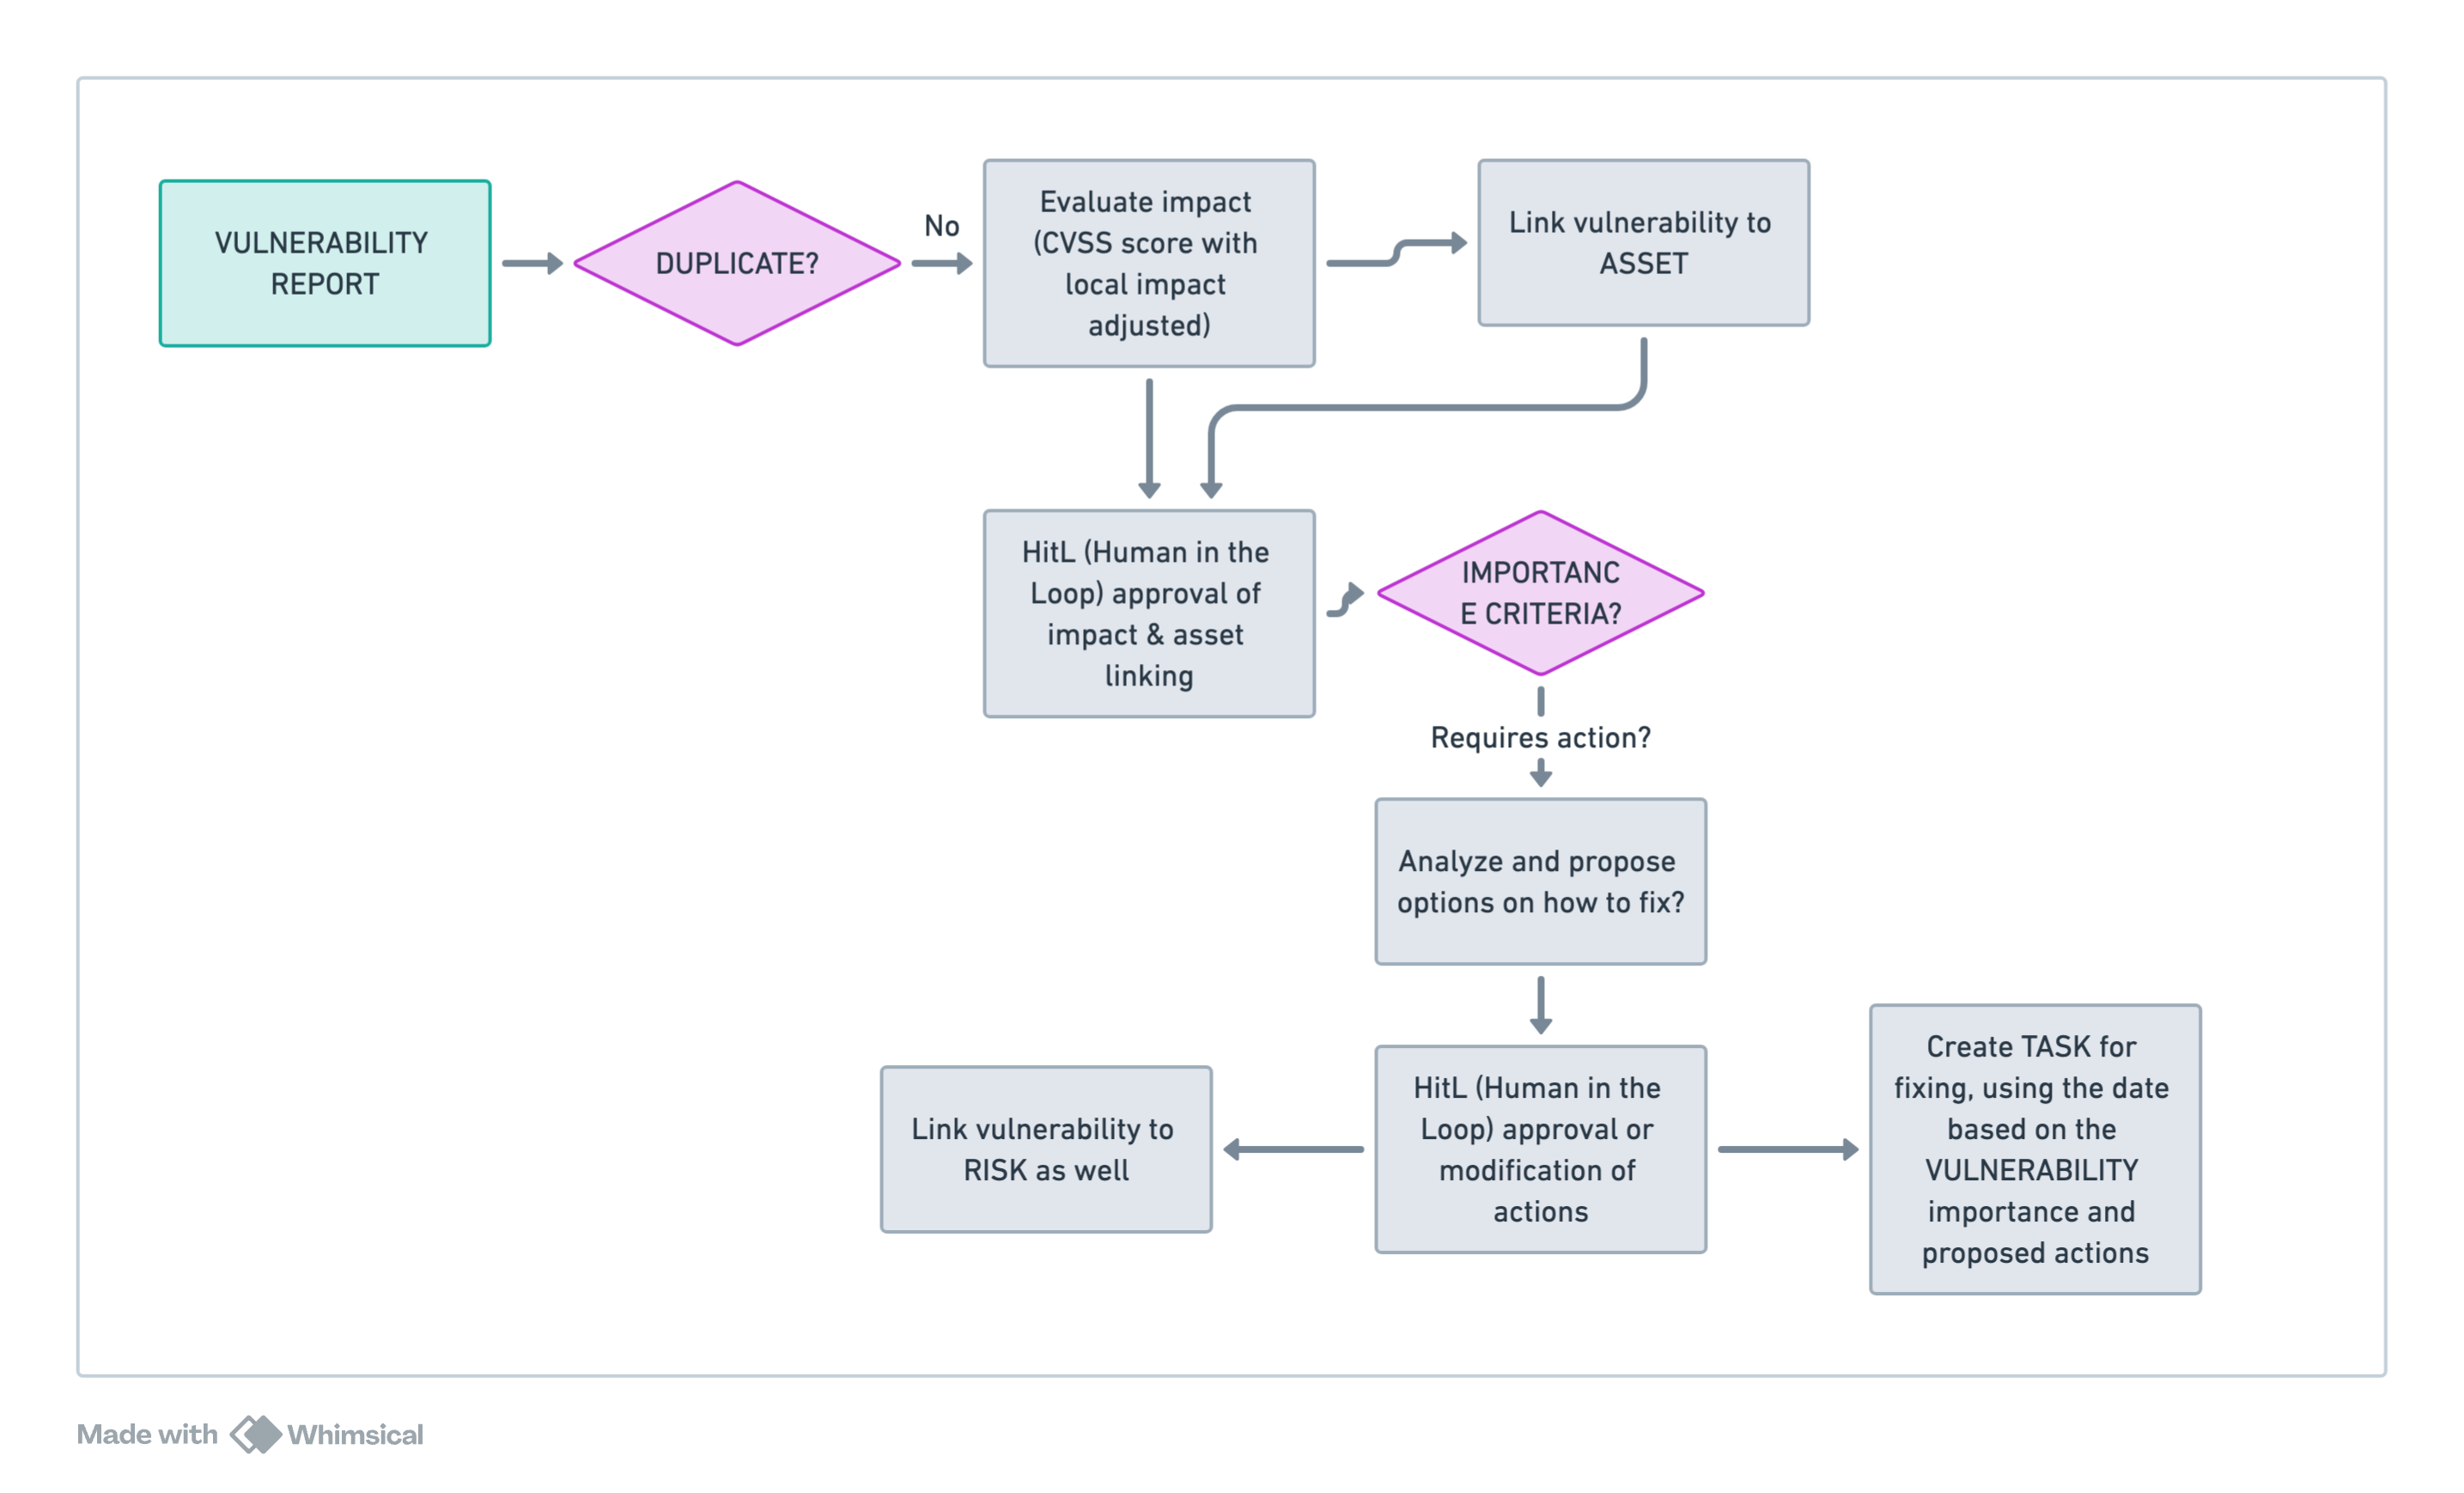 VULNERABILITY
REPORT
DUPLICATE?
No
Evaluate impact
(CVSS score with
local impact
adjusted)
Link vulnerability to
ASSET
HitL (Human in the
Loop) approval of
impact & asset
linking
IMPORTANC
E CRITERIA?
Requires action?
Analyze and propose
options on how to fix?
Link vulnerability to
RISK as well
HitL (Human in the
Loop) approval or
modification of
actions
Create TASK for
fixing, using the date
based on the
VULNERABILITY
importance and
proposed actions
Made with Whimsical